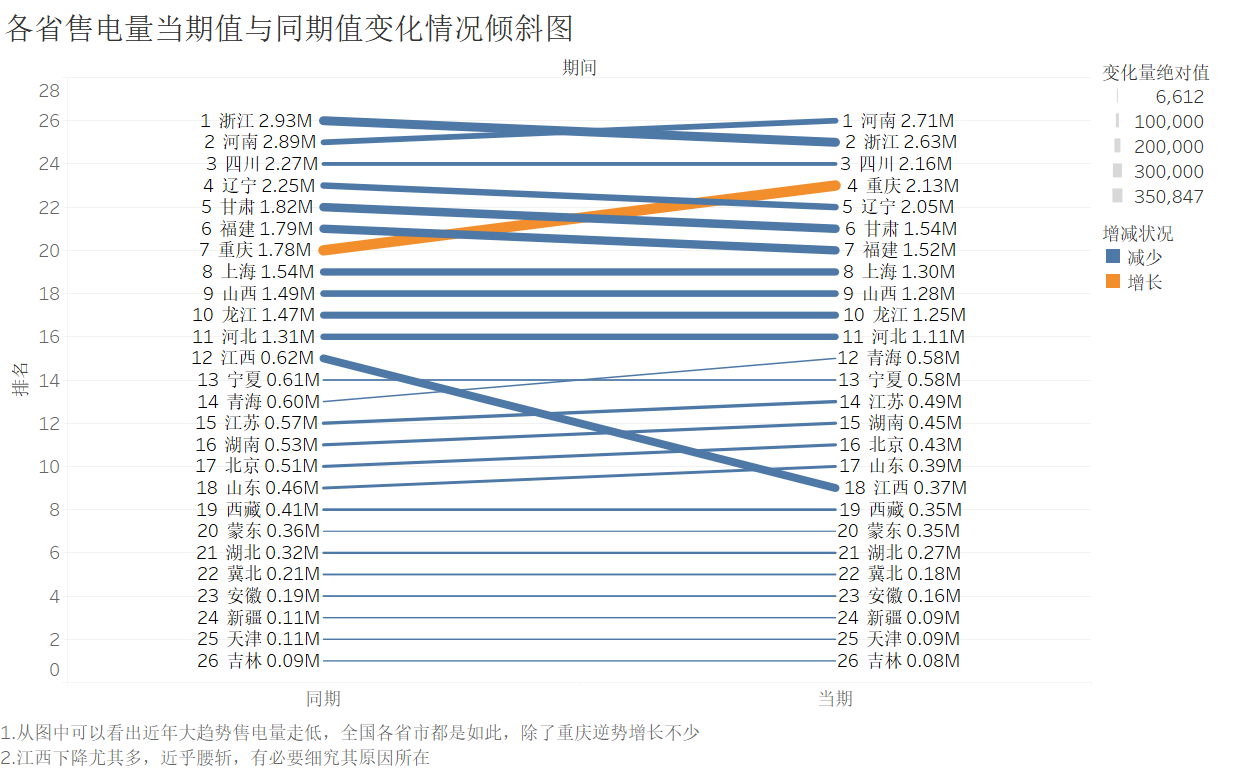 各省售电量当期值与同期值变化情况倾斜图
期间
28
26
24
22
20
18
16
14
12
10
8
6
4
2
0
排名
1 浙江 2.93M
2 河南 2.89M
3 四川 2.27M
4 辽宁 2.25M
5 甘肃 1.82M
6 福建 1.79M
7 重庆 1.78M
8 上海 1.54M
9 山西 1.49M
10 龙江 1.47M
11 河北 1.31M
12 江西 0.62M
13 宁夏 0.61M
14 青海 0.60M
15 江苏 0.57M
16 湖南 0.53M
17 北京 0.51M
18 山东 0.46M
19 西藏 0.41M
20 蒙东 0.36M
21 湖北 0.32M
22 冀北 0.21M
23 安徽 0.19M
24 新疆 0.11M
25 天津 0.11M
26 吉林 0.09M
1 河南 2.71M
2 浙江 2.63M
3 四川 2.16M
4 重庆 2.13M
5 辽宁 2.05M
6 甘肃 1.54M
7 福建 1.52M
8 上海 1.30M
9 山西 1.28M
10 龙江 1.25M
11 河北 1.11M
12 青海 0.58M
13 宁夏 0.58M
14 江苏 0.49M
15 湖南 0.45M
16 北京 0.43M
17 山东 0.39M
18 江西 0.37M
19 西藏 0.35M
20 蒙东 0.35M
21 湖北 0.27M
22 冀北 0.18M
23 安徽 0.16M
24 新疆 0.09M
25 天津 0.09M
26 吉林 0.08M
同期
当期
变化量绝对值
6,612
100,000
200,000
300,000
350,847
增减状况
减少
增长
1.从图中可以看出近年大趋势售电量走低，全国各省市都是如此，除了重庆逆势增长不少
2.江西下降尤其多，近乎腰斩，有必要细究其原因所在